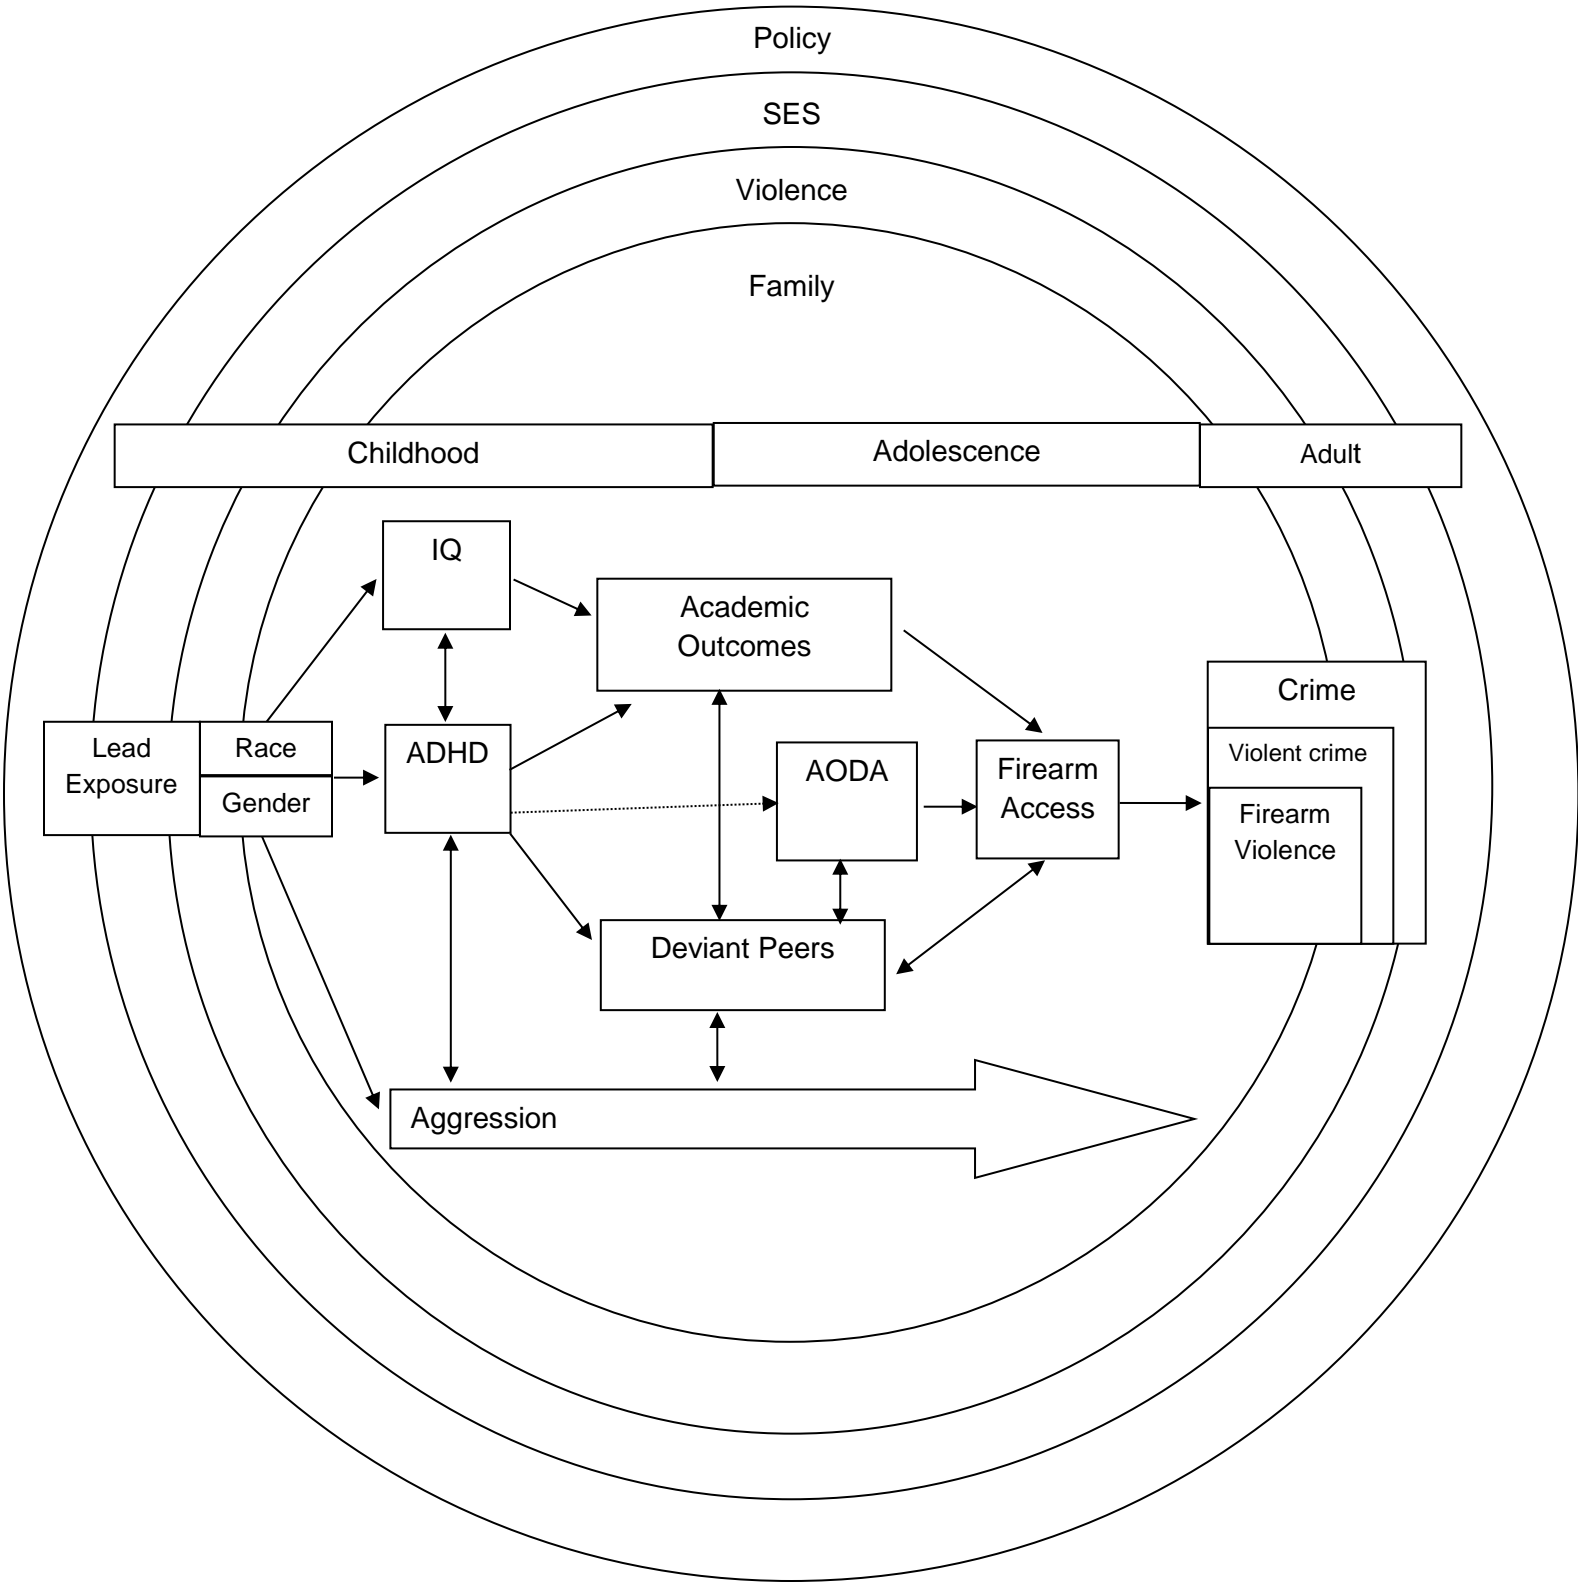 Policy
SES
Violence
Family
Childhood
Adolescence
Adult
IQ
Academic
Outcomes
Crime
Lead
Exposure
Race
Gender
ADHD
AODA
Firearm
Access
Violent crime
Firearm
Violence
Deviant Peers
Aggression